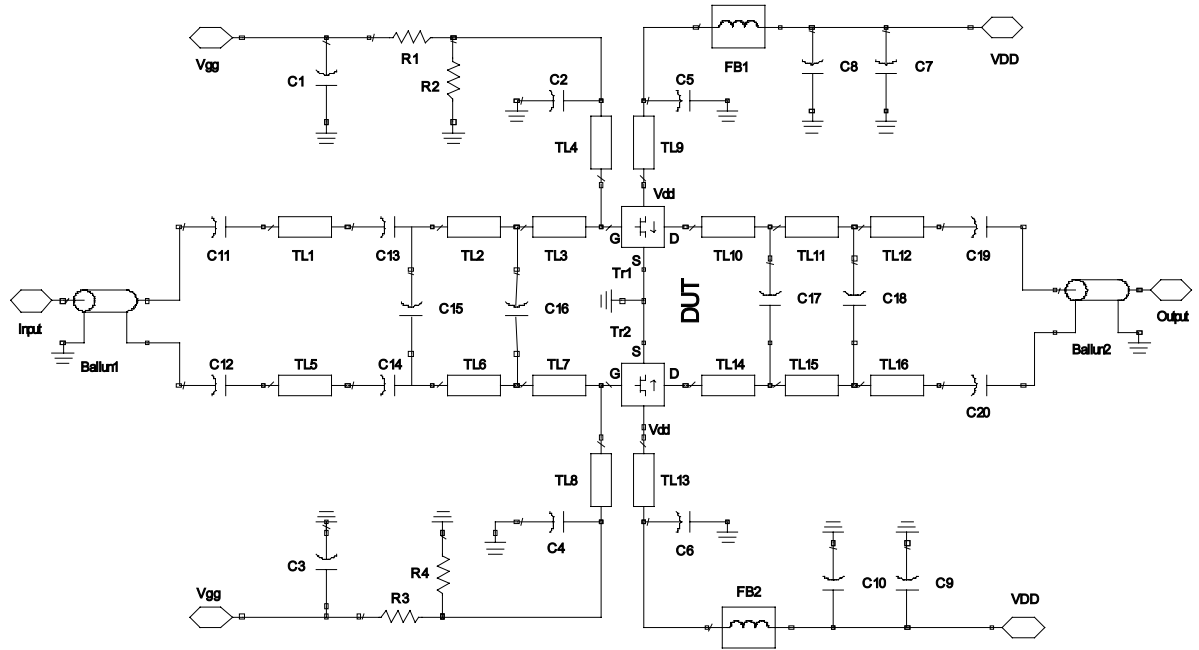 Vgg
C1
R1
R2
C2
TL4
C5
TL9
FB1
C8
C7
VDD
Vdd
C11
TL1
C13
TL2
TL3
G
D
S
TL10
TL11
TL12
C19
Input
Ballun1
C15
C16
Tr1
Tr2
DUT
C17
C18
Ballun2
Output
C12
TL5
C14
TL6
TL7
S
G
D
TL14
TL15
TL16
C20
Vdd
TL8
TL13
C4
C6
C3
R4
R3
Vgg
FB2
C10
C9
VDD